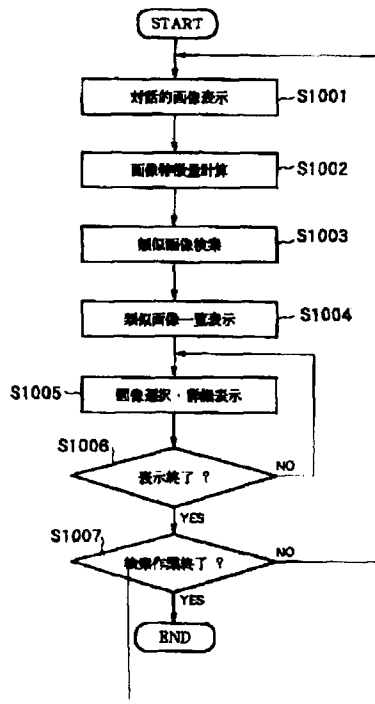 START
対話的画像表示
S1001
画像特徴量計算
S1002
類似画像検索
S1003
類似画像一覧表示
S1004
S1005
画像選択・詳細表示
S1006
表示終了 ?
NO
YES
S1007
検索作業終了 ?
NO
YES
END